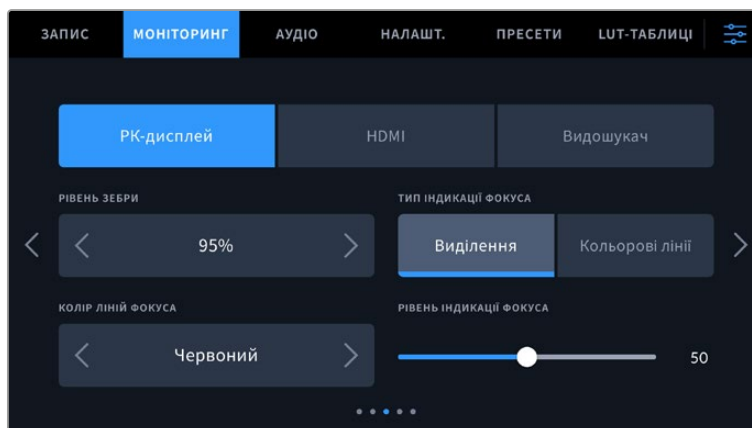 ЗАПИС МОНІТОРИНГ АУДІО НАЛАШТ. ПРЕСЕТИ LUT-ТАБЛИЦІ
РК-дисплей HDMI Видошукач
РІВЕНЬ ЗЕБРИ ТИП ІНДИКАЦІЇ ФОКУСА
95% Виділення Кольорові лінії
КОЛІР ЛІНІЙ ФОКУСА РІВЕНЬ ІНДИКАЦІЇ ФОКУСА
Червоний 50